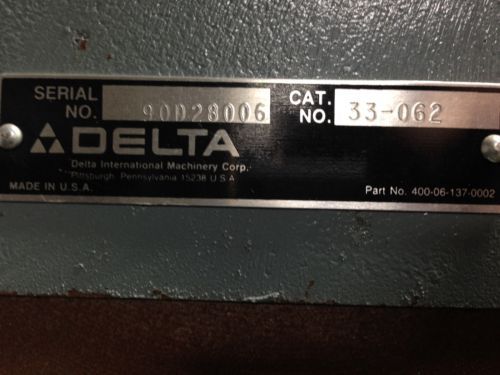 SERIAL NO. 90D28006 CAT. NO. 33-062
DELTA
Delta International Machinery Corp.
Pittsburgh, Pennsylvania 15238 U S A
MADE IN U.S.A.
Part No. 400-06-137-0002